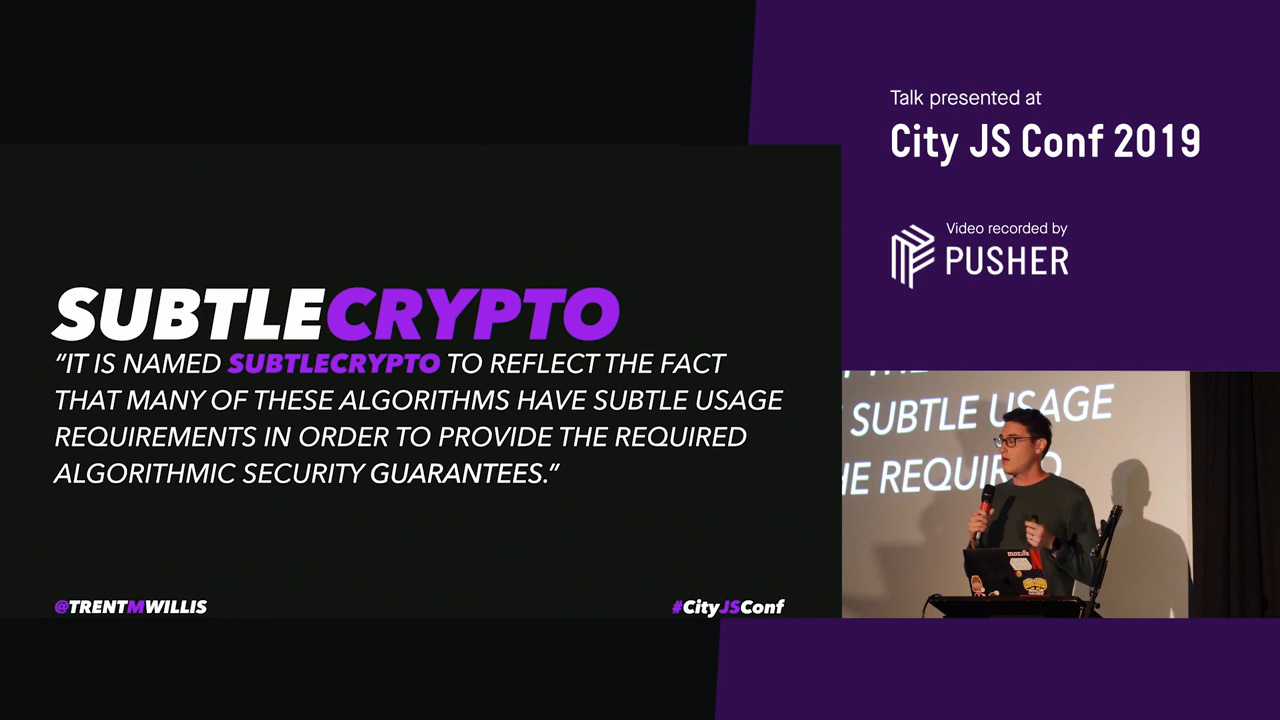 Talk presented at
City JS Conf 2019
Video recorded by
PUSHER
SUBTLECRYPTO
“IT IS NAMED SUBTLECRYPTO TO REFLECT THE FACT
THAT MANY OF THESE ALGORITHMS HAVE SUBTLE USAGE
REQUIREMENTS IN ORDER TO PROVIDE THE REQUIRED
ALGORITHMIC SECURITY GUARANTEES.”
@TRENTMWILLIS
#CityJSConf
SUBTLE USAGE
HE REQUIRED